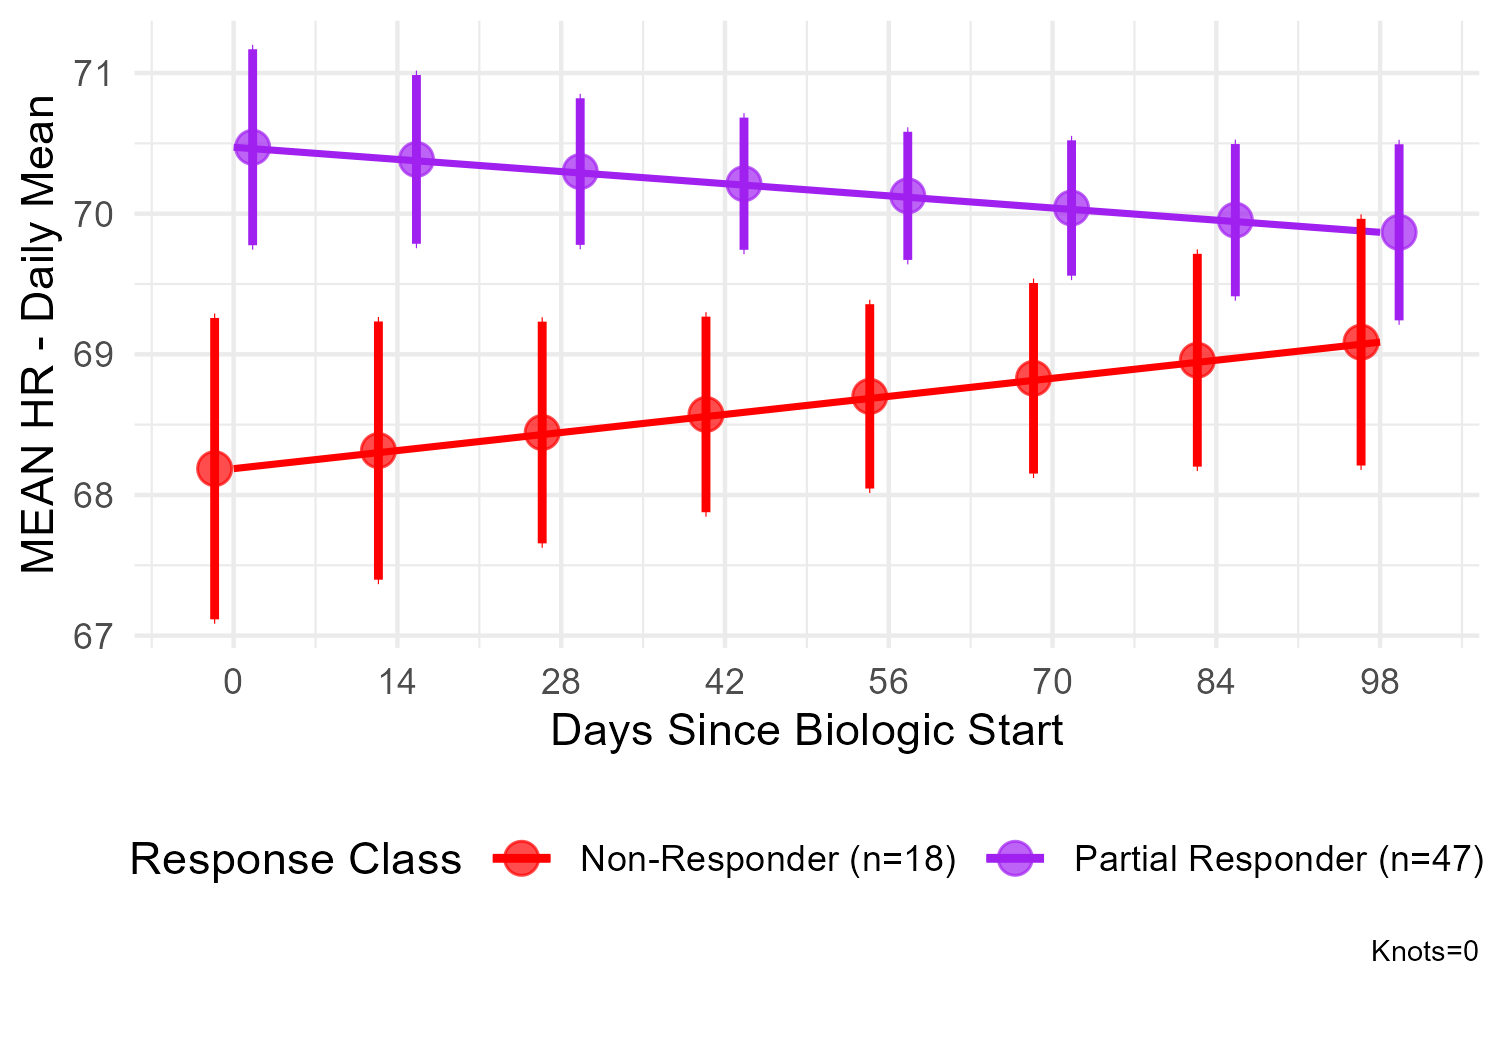 MEAN HR - Daily Mean
71
70
69
68
67
0 14 28 42 56 70 84 98
Days Since Biologic Start
Response Class Non-Responder (n=18) Partial Responder (n=47)
Knots=0